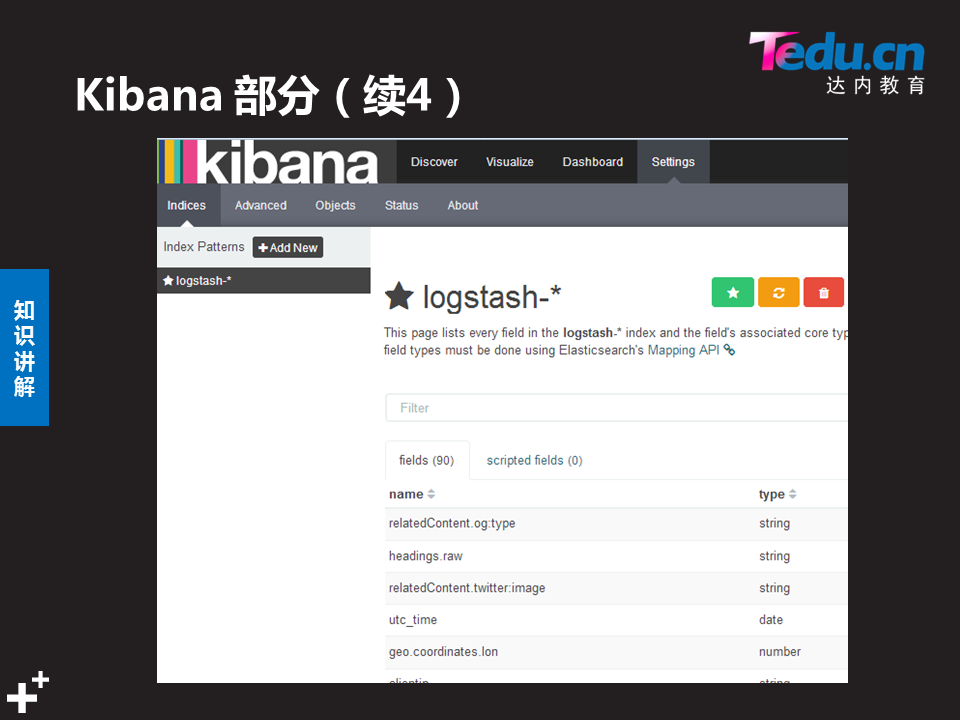 Tedu.cn
达内教育
Kibana 部分（续4）
知识讲解
kibana
Discover Visualize Dashboard Settings
Indices Advanced Objects Status About
Index Patterns Add New
logstash-*
logstash-*
This page lists every field in the logstash-* index and the field's associated core typ
field types must be done using Elasticsearch's Mapping API
Filter
fields (90) scripted fields (0)
name type
relatedContent.og:type string
headings.raw string
relatedContent.twitter:image string
utc_time date
geo.coordinates.lon number
clientip string